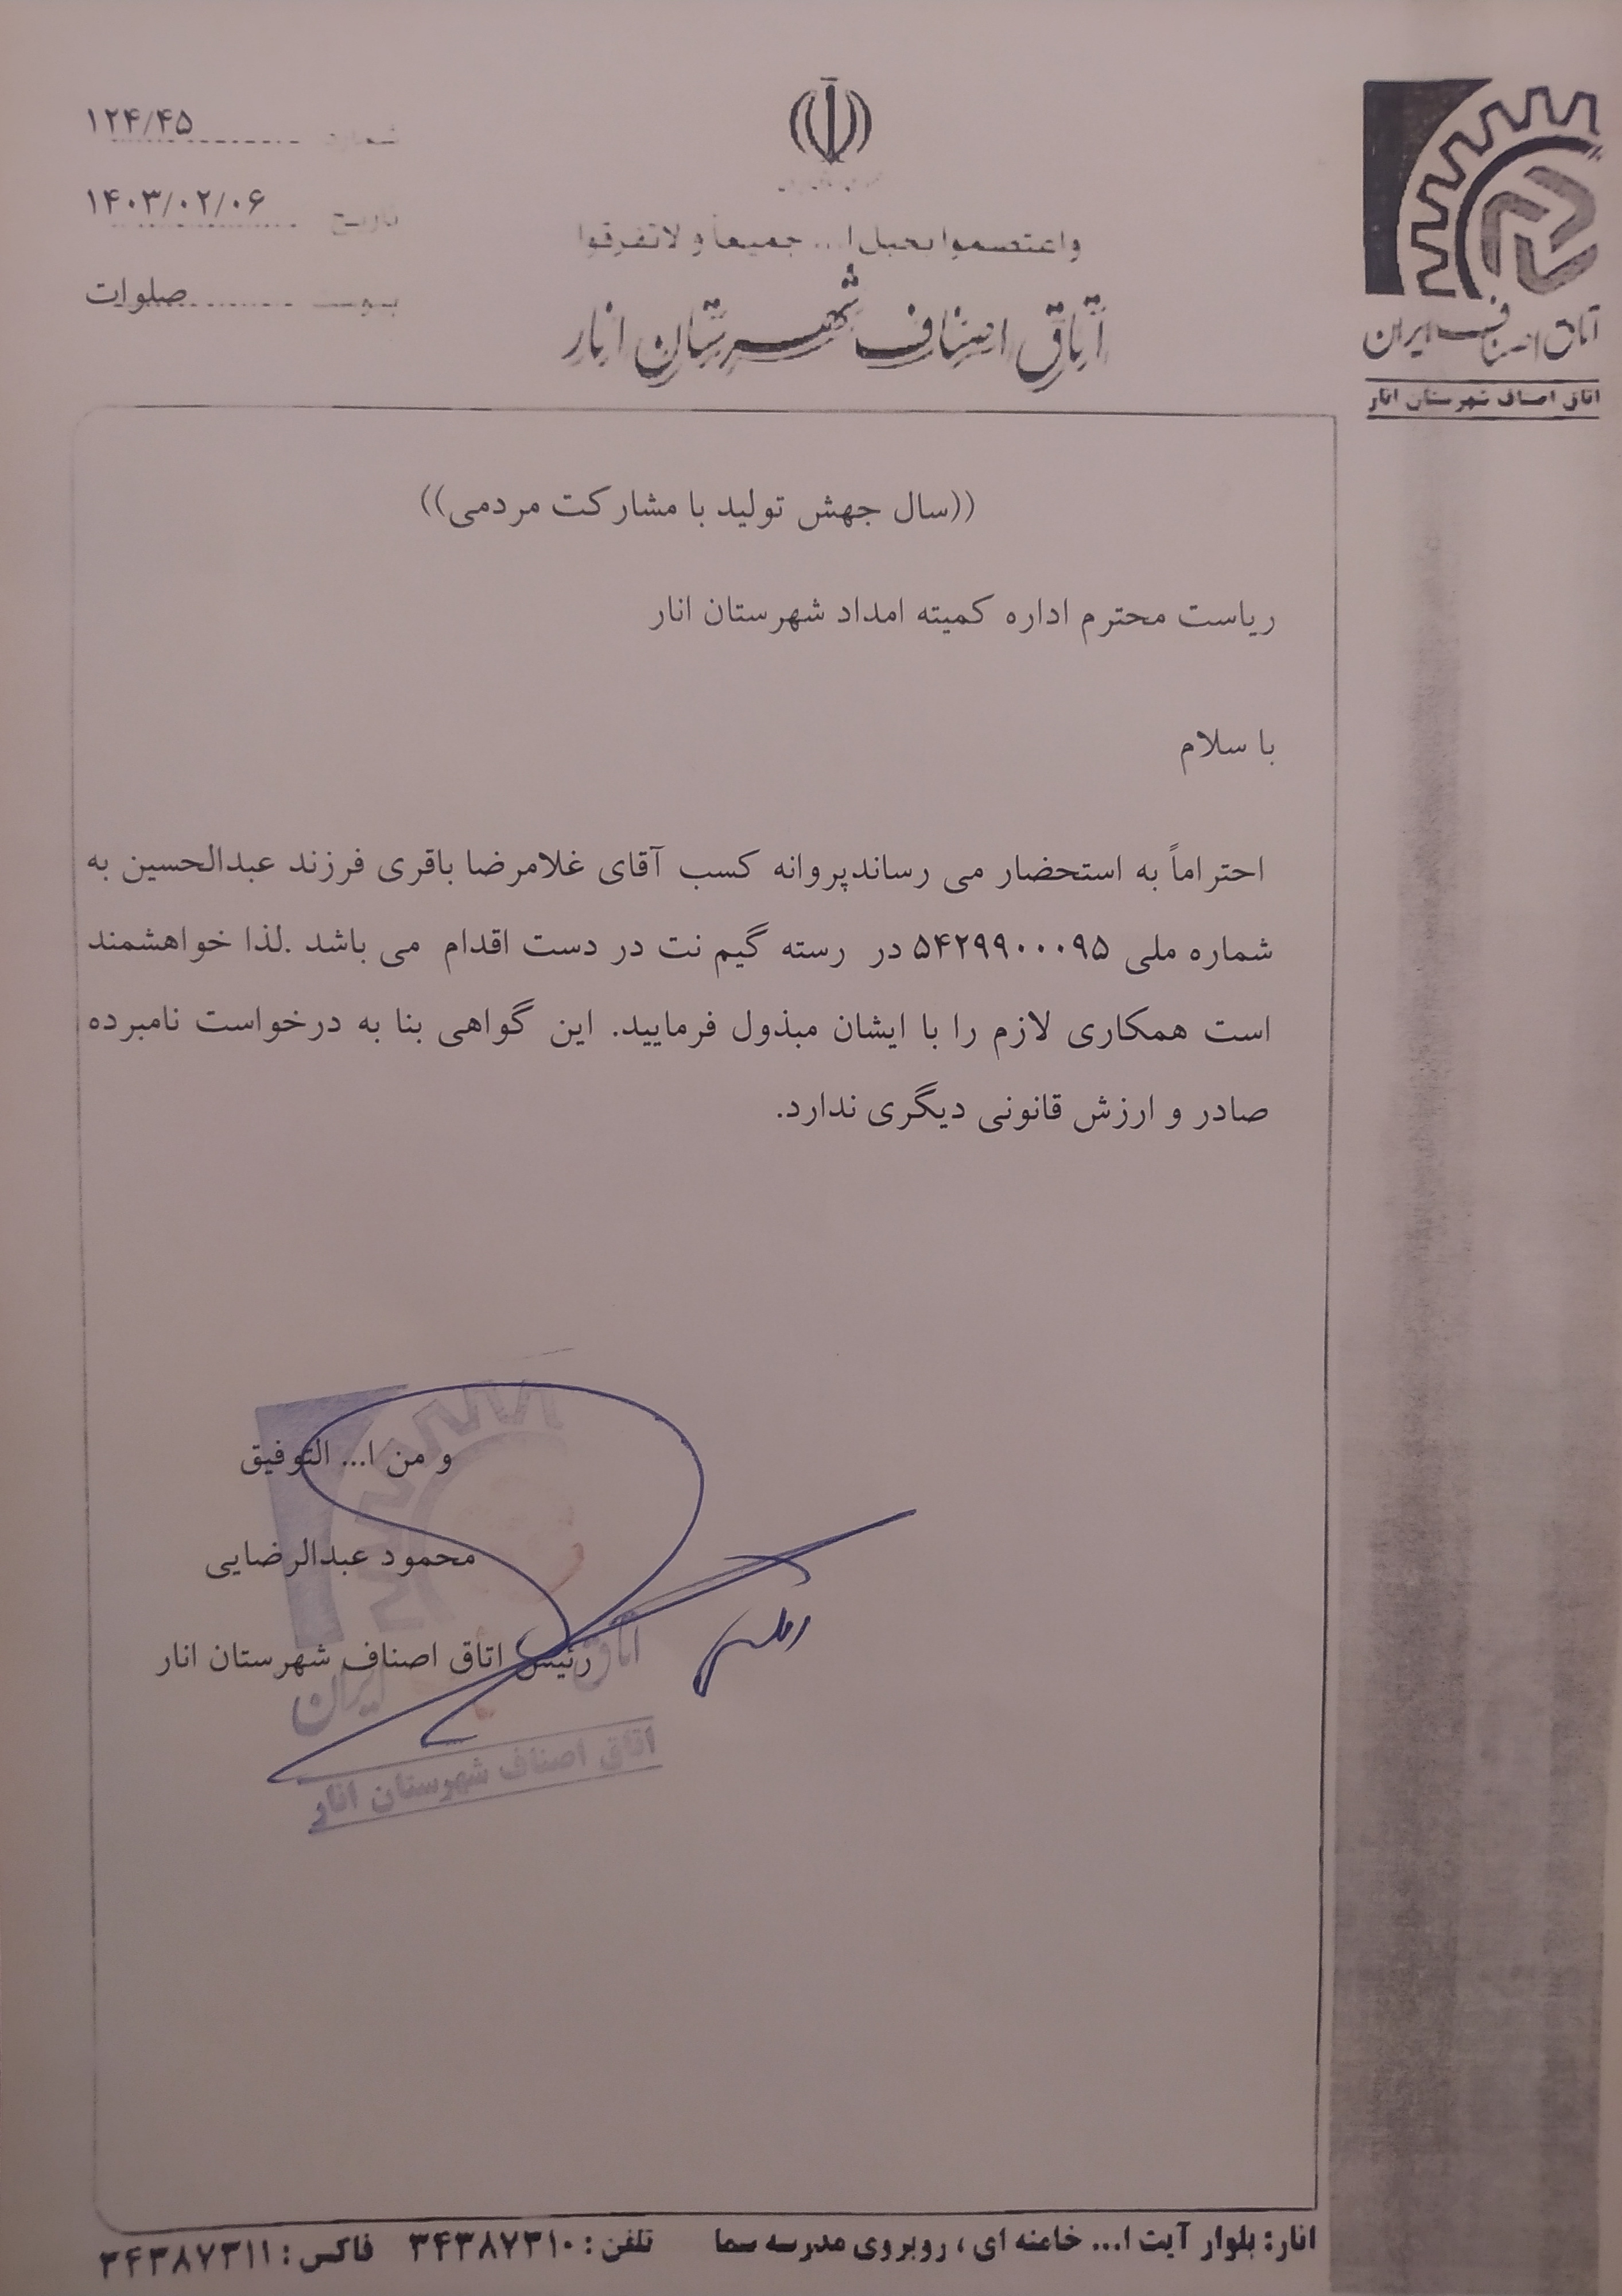 ۱۲۴/۴۵
تاریخ ۱۴۰۳/۰۲/۰۶
صلوات
واعتصموا بحبل ا... جمیعاً و لاتفرقوا
اتاق اصناف شهرستان انار
اتاق اصناف ایران
اتاق اصناف شهرستان انار
((سال جهش تولید با مشارکت مردمی))
ریاست محترم اداره کمیته امداد شهرستان انار
با سلام
احتراماً به استحضار می رساندپروانه کسب آقای غلامرضا باقری فرزند عبدالحسین به
شماره ملی ۵۴۲۹۹۰۰۰۹۵ در رسته گیم نت در دست اقدام می باشد .لذا خواهشمند
است همکاری لازم را با ایشان مبذول فرمایید. این گواهی بنا به درخواست نامبرده
صادر و ارزش قانونی دیگری ندارد.
و من ا... التوفیق
محمود عبدالرضایی
رئیس اتاق اصناف شهرستان انار
اتاق ایران
اتاق اصناف شهرستان انار
انار: بلوار آیت ا... خامنه ای ، روبروی مدرسه سما تلفن : ۳۴۳۸۷۳۱۰ فاکس : ۳۴۳۸۷۳۱۱